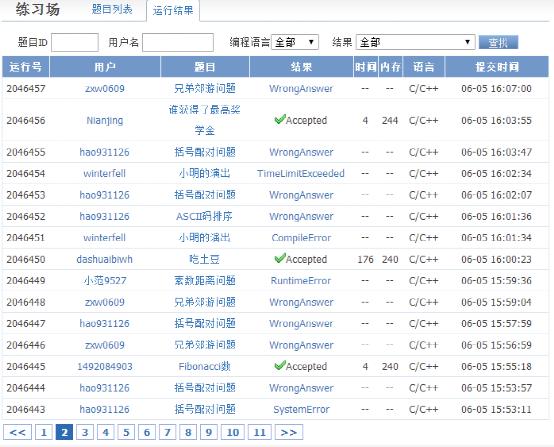 练习场 题目列表 运行结果
题目ID 用户名 编程语言 全部 结果 全部 查找
运行号 用户 题目 结果 时间 内存 语言 提交时间
2046457 zxw0609 兄弟郊游问题 WrongAnswer -- -- C/C++ 06-05 16:07:00
2046456 Nianjing 谁获得了最高奖学金 Accepted 4 244 C/C++ 06-05 16:03:55
2046455 hao931126 括号配对问题 WrongAnswer -- -- C/C++ 06-05 16:03:47
2046454 winterfell 小明的演出 TimeLimitExceeded -- -- C/C++ 06-05 16:02:34
2046453 hao931126 括号配对问题 WrongAnswer -- -- C/C++ 06-05 16:02:07
2046452 hao931126 ASCII码排序 WrongAnswer -- -- C/C++ 06-05 16:01:36
2046451 winterfell 小明的演出 CompileError -- -- C/C++ 06-05 16:01:34
2046450 dashuaibiwh 吃土豆 Accepted 176 240 C/C++ 06-05 16:00:23
2046449 小范9527 素数距离问题 RuntimeError -- -- C/C++ 06-05 15:59:36
2046448 zxw0609 兄弟郊游问题 WrongAnswer -- -- C/C++ 06-05 15:59:04
2046447 hao931126 括号配对问题 WrongAnswer -- -- C/C++ 06-05 15:57:59
2046446 zxw0609 兄弟郊游问题 WrongAnswer -- -- C/C++ 06-05 15:56:59
2046445 1492084903 Fibonacci数 Accepted 4 240 C/C++ 06-05 15:55:18
2046444 hao931126 括号配对问题 WrongAnswer -- -- C/C++ 06-05 15:53:57
2046443 hao931126 括号配对问题 SystemError -- -- C/C++ 06-05 15:53:11
<< 1 2 3 4 5 6 7 8 9 10 11 >>